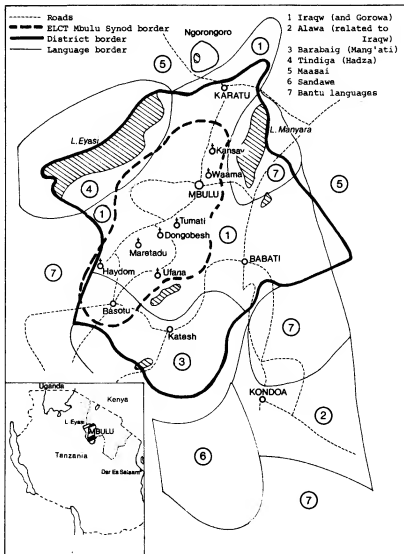 Roads
ELCT Mbulu Synod border
District border
Language border
1 Iraqw (and Gorowa)
2 Alawa (related to
Iraqw)
3 Barabaig (Mang'ati)
4 Tindiga (Hadza)
5 Maasai
6 Sandawe
7 Bantu languages
Ngorongoro
1
5
KARATU
L. Eyasi
L. Manyara
Kansay
7
Waama
4
MBULU
5
1
Tumati
1
Dongobesh
Maretadu
BABATI
7
Haydom
Ufana
Basotu
Katesh
7
3
KONDOA
2
6
7
Uganda
Kenya
L. Eyasi
MBULU
Tanzania
Dar Es Salaam